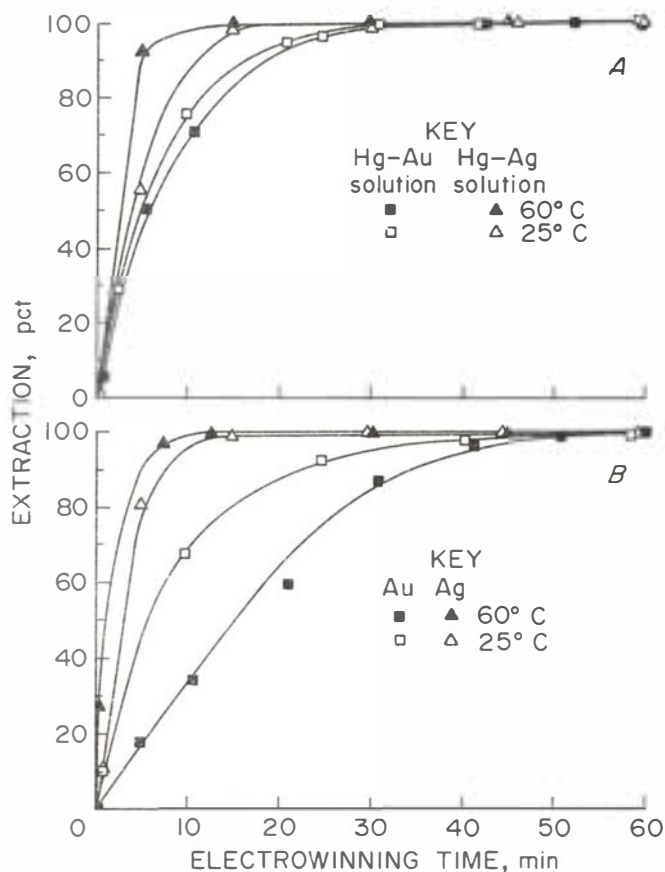 100
A
80
KEY
Hg-Au Hg-Ag
solution solution
60° C
25° C
60
40
20
0
EXTRACTION, pct
100
B
80
KEY
Au Ag
60° C
25° C
60
40
20
0 10 20 30 40 50 60
ELECTROWINNING TIME, min